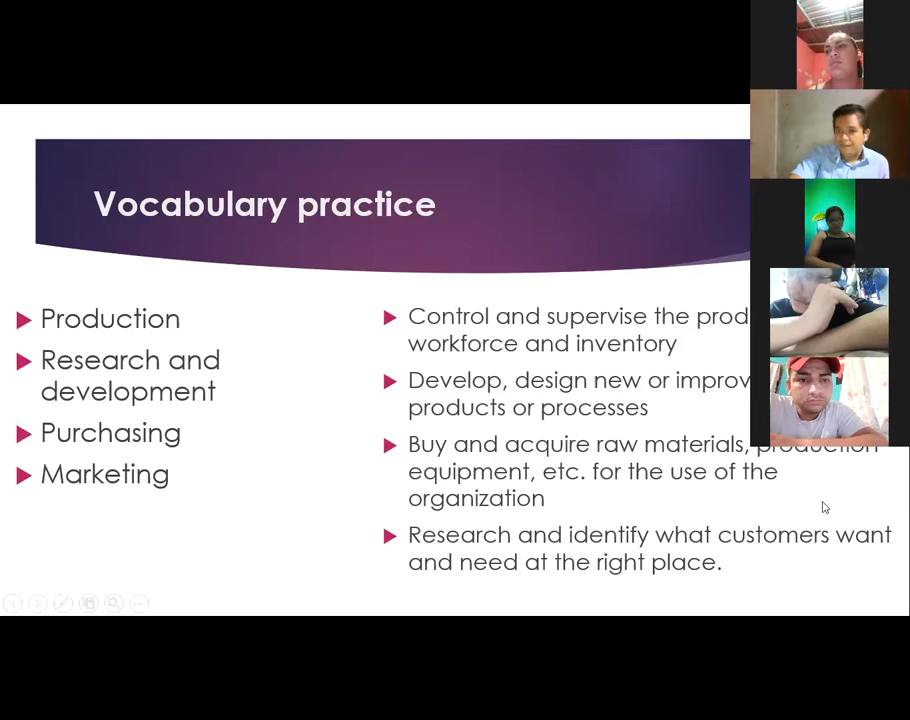 Vocabulary practice
Production
Research and
development
Purchasing
Marketing
Control and supervise the
workforce and inventory
Develop, design new or
products or processes
Buy and acquire raw materials, production
equipment, etc. for the use of the
organization
Research and identify what customers want
and need at the right place.